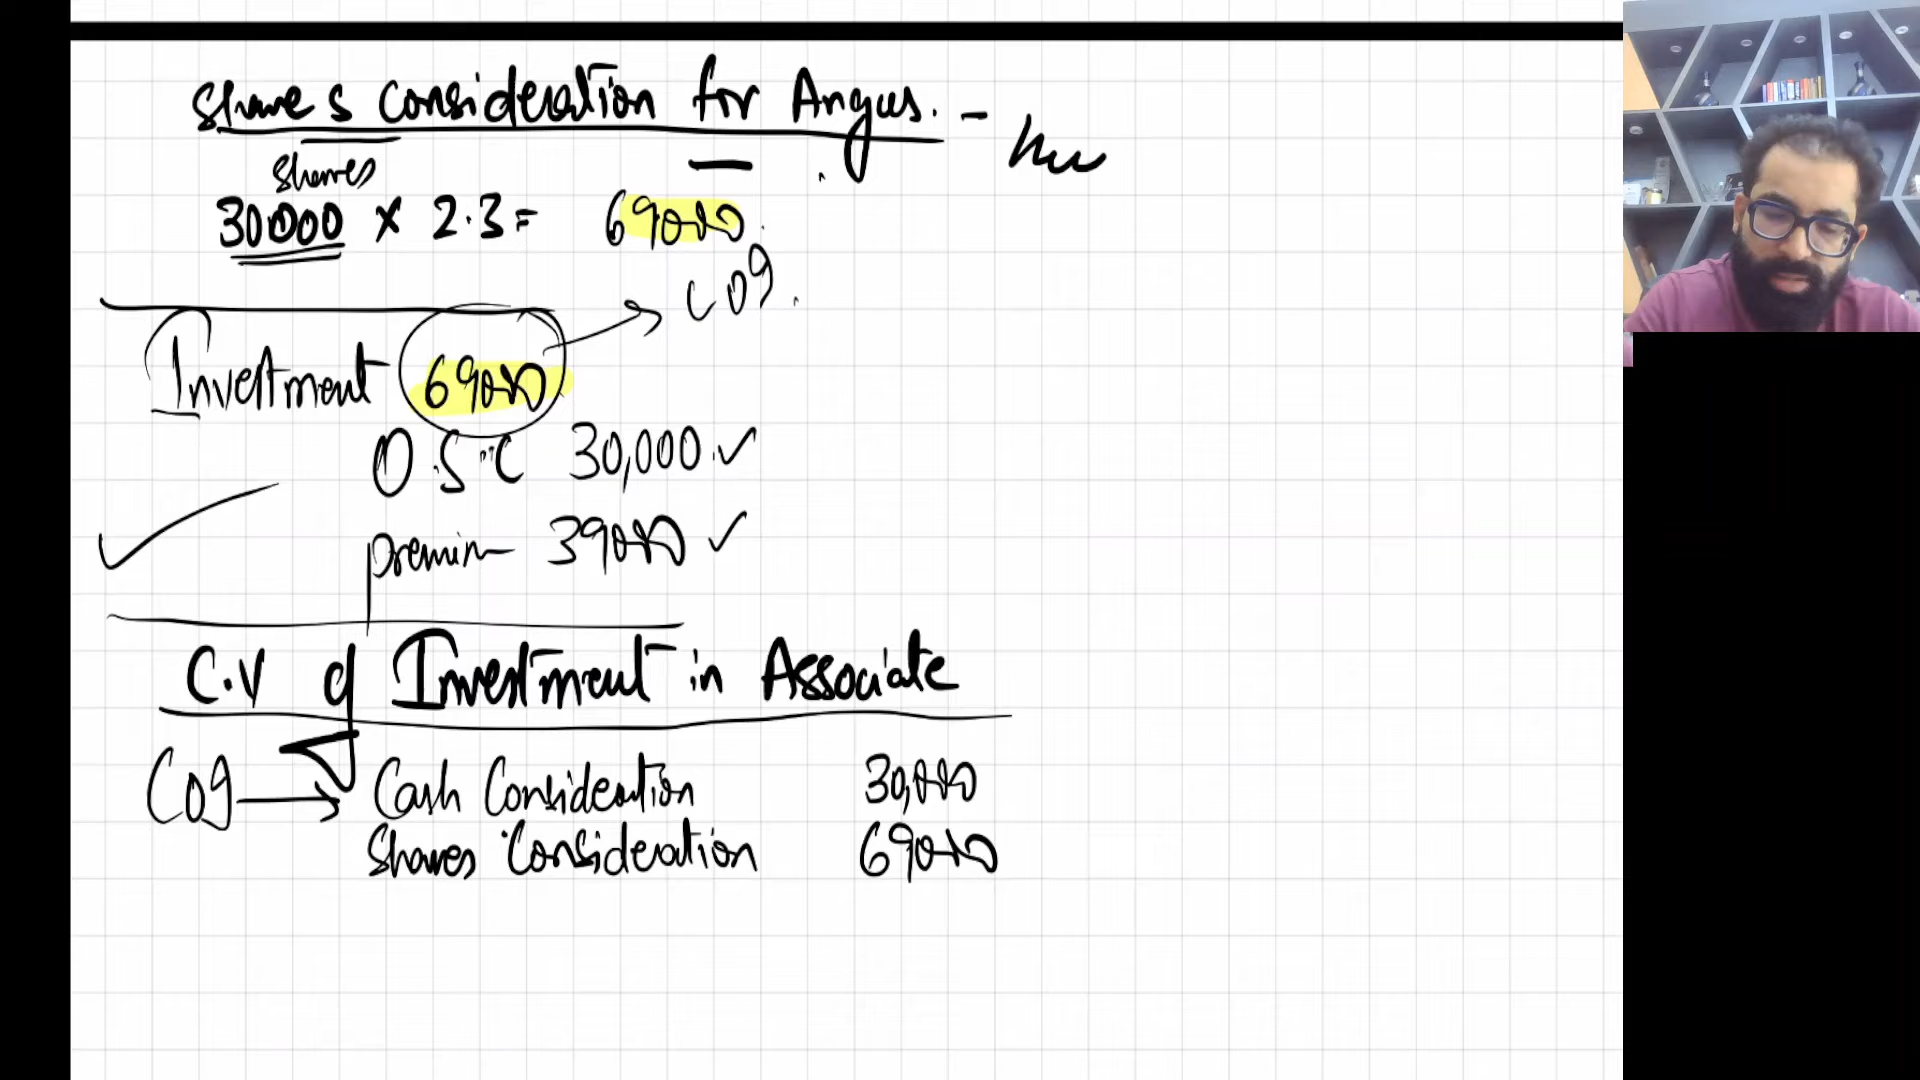 Shares Consideration for Angus. -
shares
30000 × 2.3 = 69000.
Cog.
Investment 69000
O.S.C 30,000 ✓
premium 39000 ✓
C.V of Investment in Associate
Cog → Cash Consideration 30,000
Shares Consideration 69000